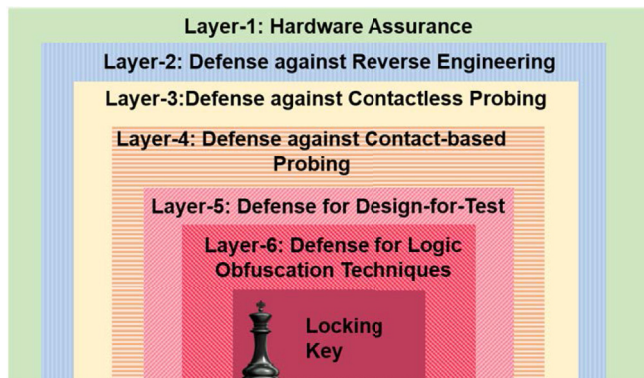 Layer-1: Hardware Assurance
Layer-2: Defense against Reverse Engineering
Layer-3:Defense against Contactless Probing
Layer-4: Defense against Contact-based
Probing
Layer-5: Defense for Design-for-Test
Layer-6: Defense for Logic
Obfuscation Techniques
Locking
Key